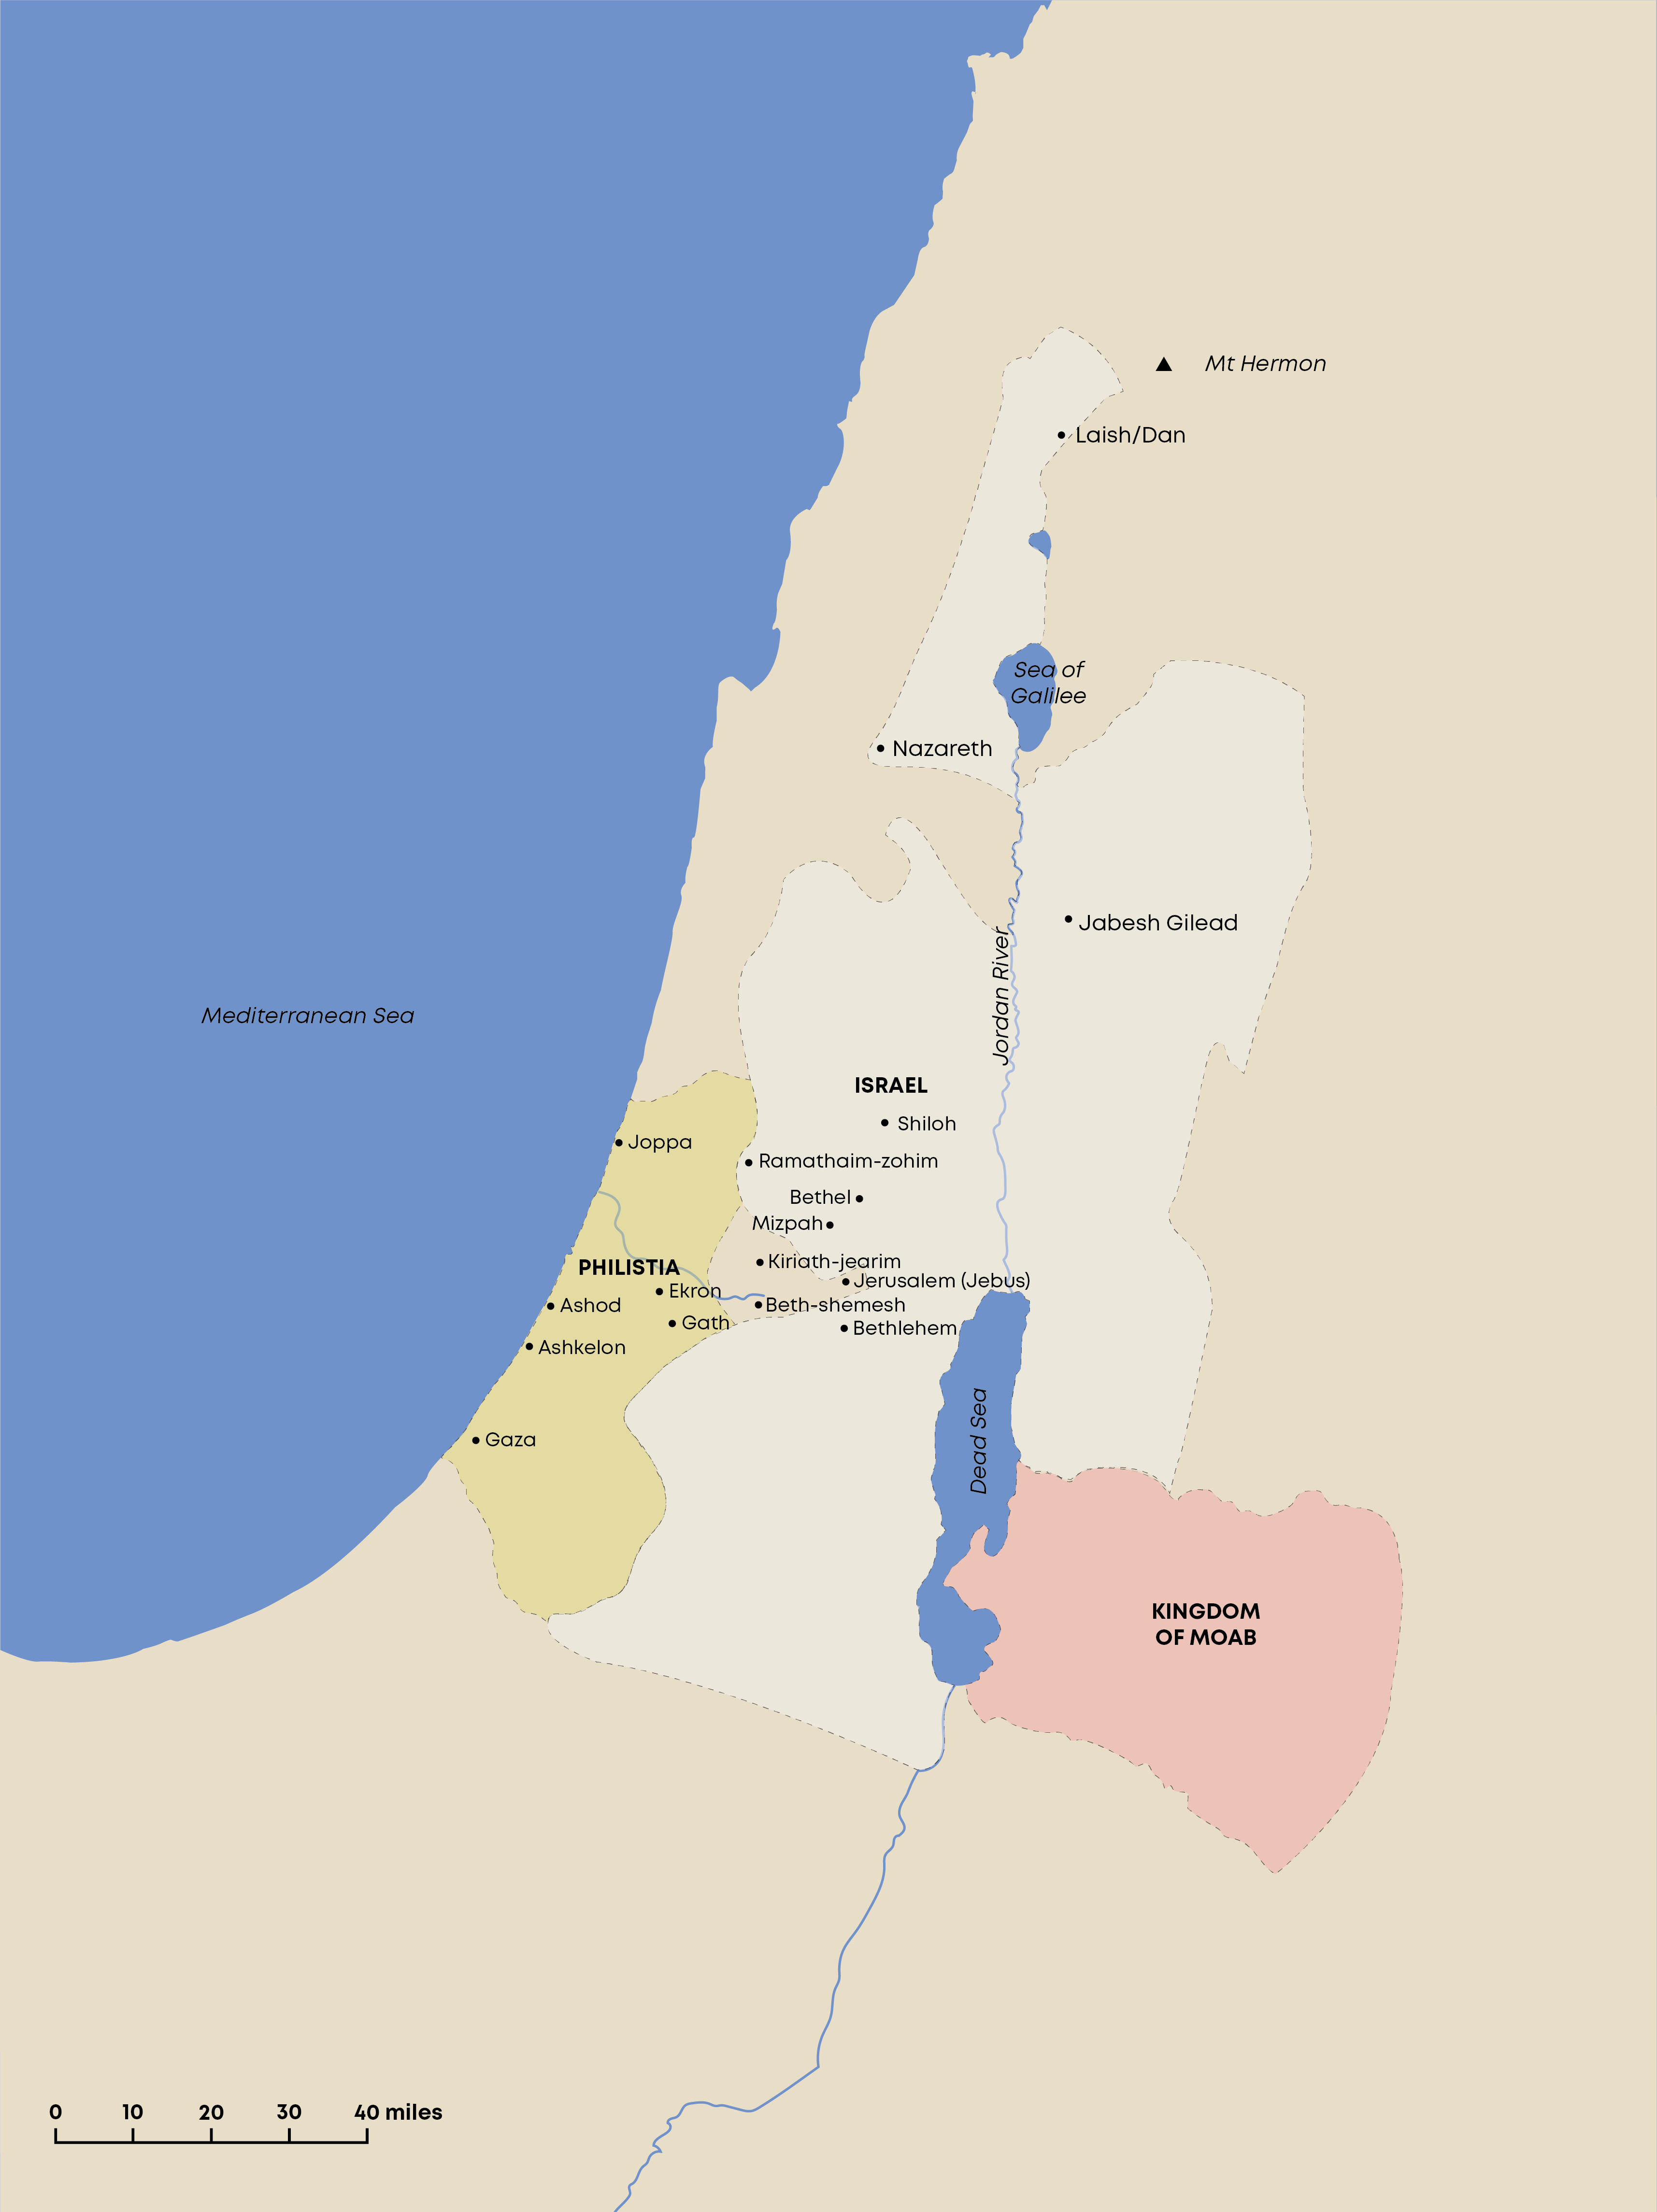 Mt Hermon
Laish/Dan
Sea of
Galilee
Nazareth
Jabesh Gilead
Jordan River
Mediterranean Sea
ISRAEL
Shiloh
Joppa
Ramathaim-zohim
Bethel
Mizpah
Kiriath-jearim
PHILISTIA
Jerusalem (Jebus)
Ekron
Ashod
Beth-shemesh
Gath
Bethlehem
Ashkelon
Dead Sea
Gaza
KINGDOM
OF MOAB
0 10 20 30 40 miles